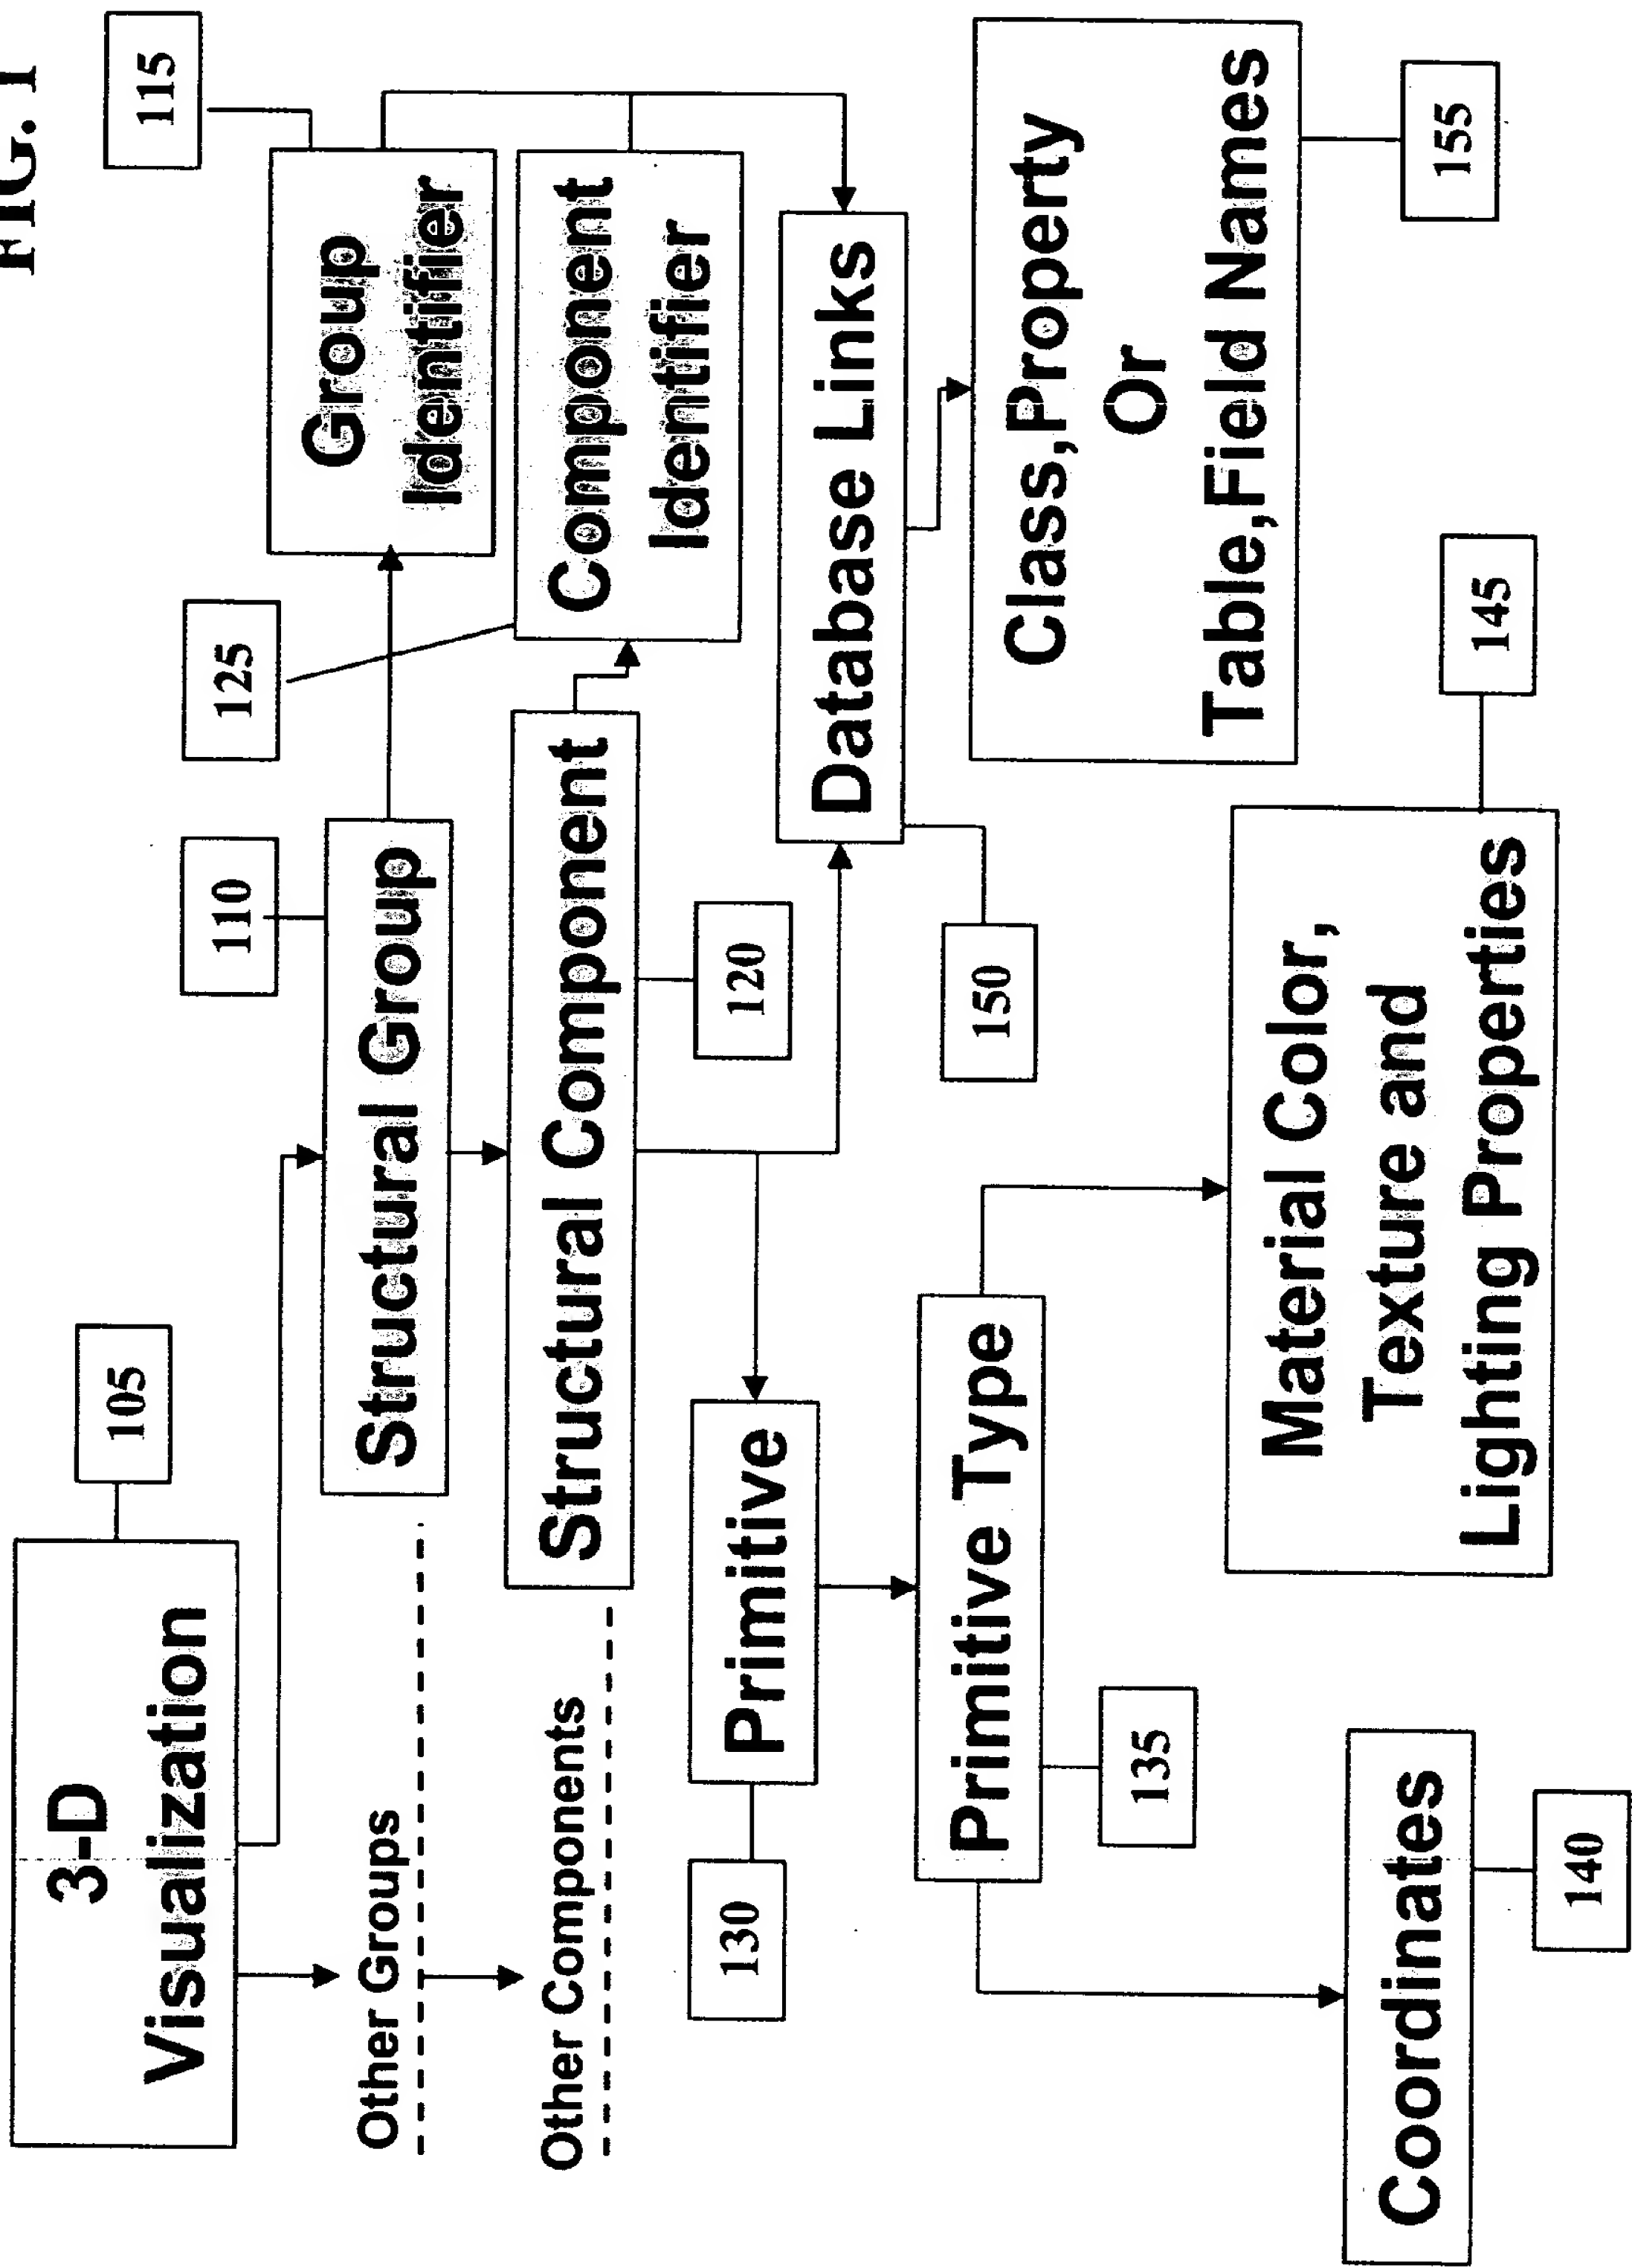 FIG. 1
3-D
Visualization
105
115
110
125
Structural Group
Group
Identifier
Other Groups
Structural Component
Component
Identifier
Other Components
120
Primitive
130
Database Links
150
Primitive Type
135
Class,Property
Or
Table,Field Names
155
Material Color,
Texture and
Lighting Properties
145
Coordinates
140